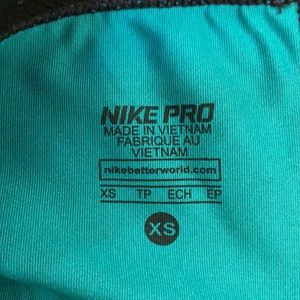 NIKE PRO
MADE IN VIETNAM
FABRIQUE AU
VIETNAM
nikebetterworld.com
XS TP ECH EP
XS